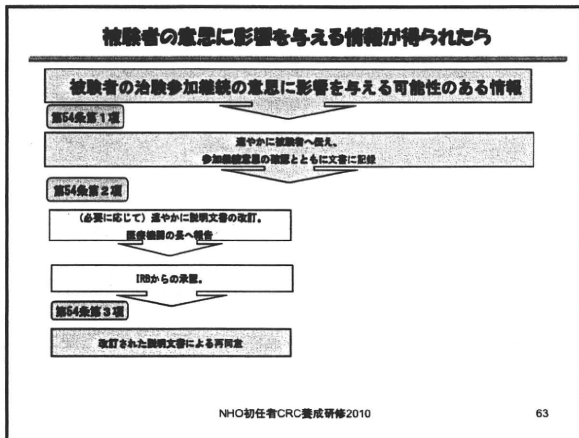 被験者の意思に影響を与える情報が得られたら
被験者の治験参加継続の意思に影響を与える可能性のある情報
第54条第1項
速やかに被験者へ伝え、
参加継続意思の確認とともに文書に記録
第54条第2項
(必要に応じて)速やかに説明文書の改訂。
医療機関の長へ報告
IRBからの承認。
第54条第3項
改訂された説明文書による再同意
NHO初任者CRC養成研修2010
63